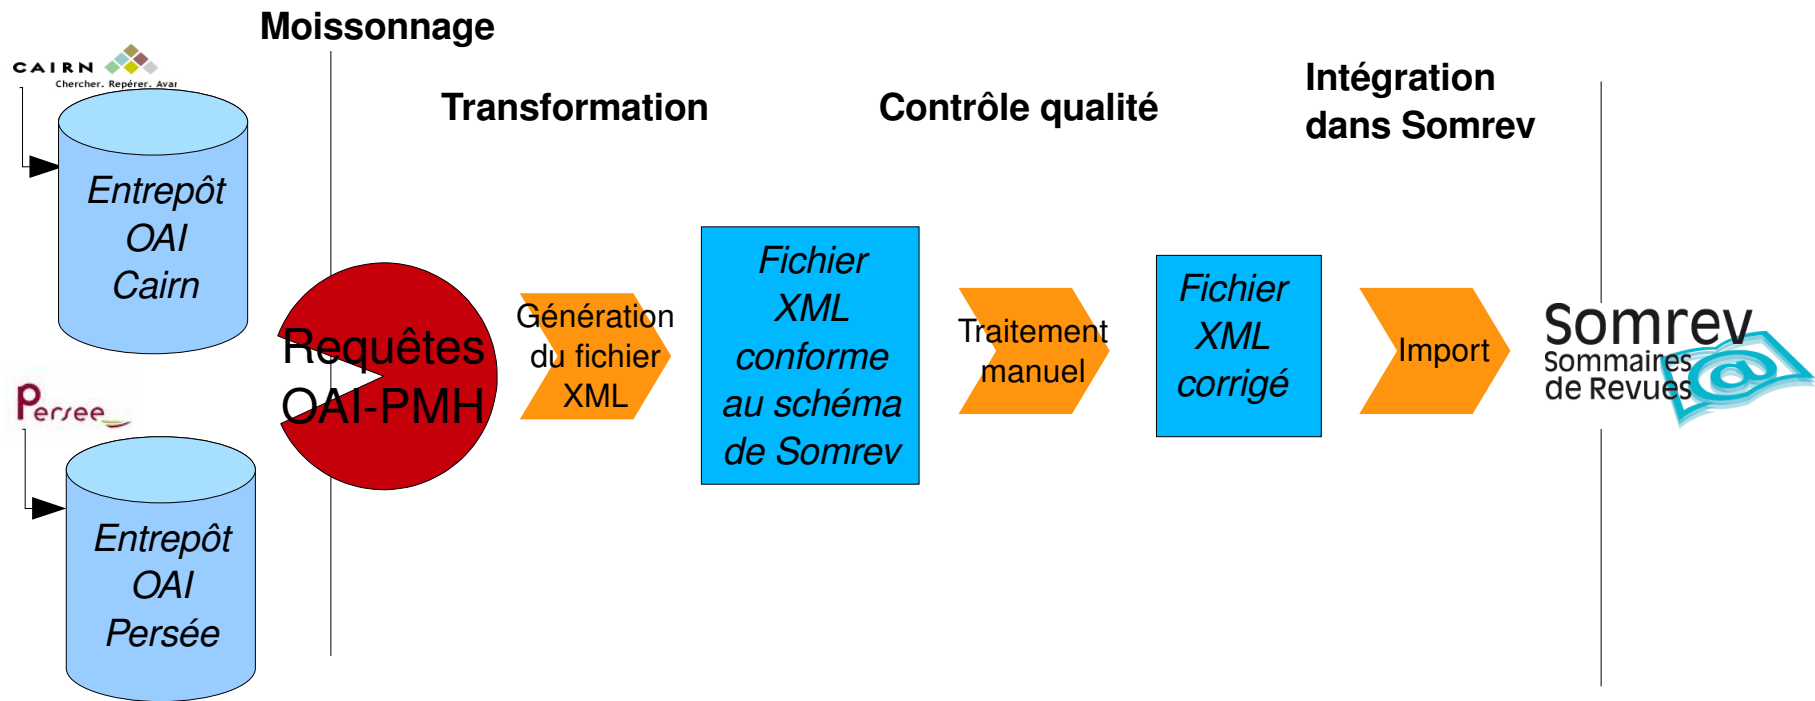 Moissonnage
CAIRN
Chercher. Repérer. Avar
Transformation
Contrôle qualité
Intégration
dans Somrev
Entrepôt
OAI
Cairn
Requêtes
OAI-PMH
Génération
du fichier
XML
Fichier
XML
conforme
au schéma
de Somrev
Traitement
manuel
Fichier
XML
corrigé
Import
Somrev
Sommaires
de Revues
@
Persee
Entrepôt
OAI
Persée